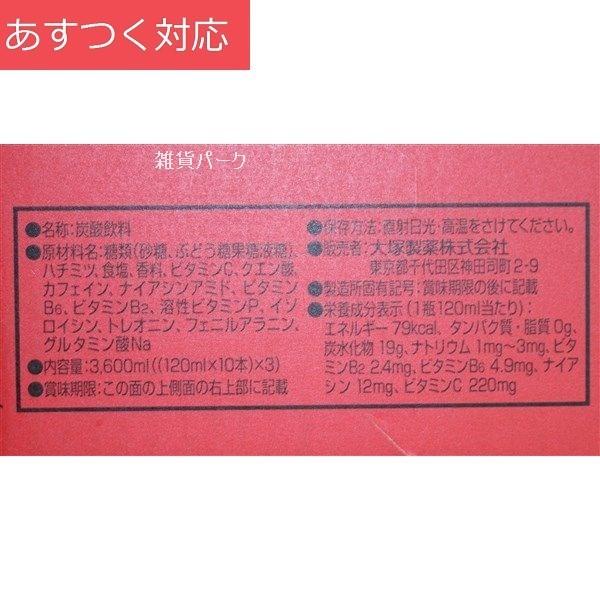 あすつく対応
雑貨パーク
●名称:炭酸飲料
●原材料名:糖類(砂糖、ぶどう糖果糖液糖)、
ハチミツ、食塩、香料、ビタミンC、クエン酸、
カフェイン、ナイアシンアミド、ビタミン
B6、ビタミンB2、溶性ビタミンP、イソ
ロイシン、トレオニン、フェニルアラニン、
グルタミン酸Na
●内容量:3,600ml((120ml×10本)×3)
●賞味期限:この面の上側面の右上部に記載
●保存方法:直射日光・高温をさけてください。
●販売者:大塚製薬株式会社
東京都千代田区神田司町2-9
●製造所固有記号:賞味期限の後に記載
●栄養成分表示(1瓶120ml当たり):
エネルギー 79kcal、タンパク質・脂質 0g、
炭水化物 19g、ナトリウム 1mg~3mg、ビタ
ミンB2 2.4mg、ビタミンB6 4.9mg、ナイア
シン 12mg、ビタミンC 220mg